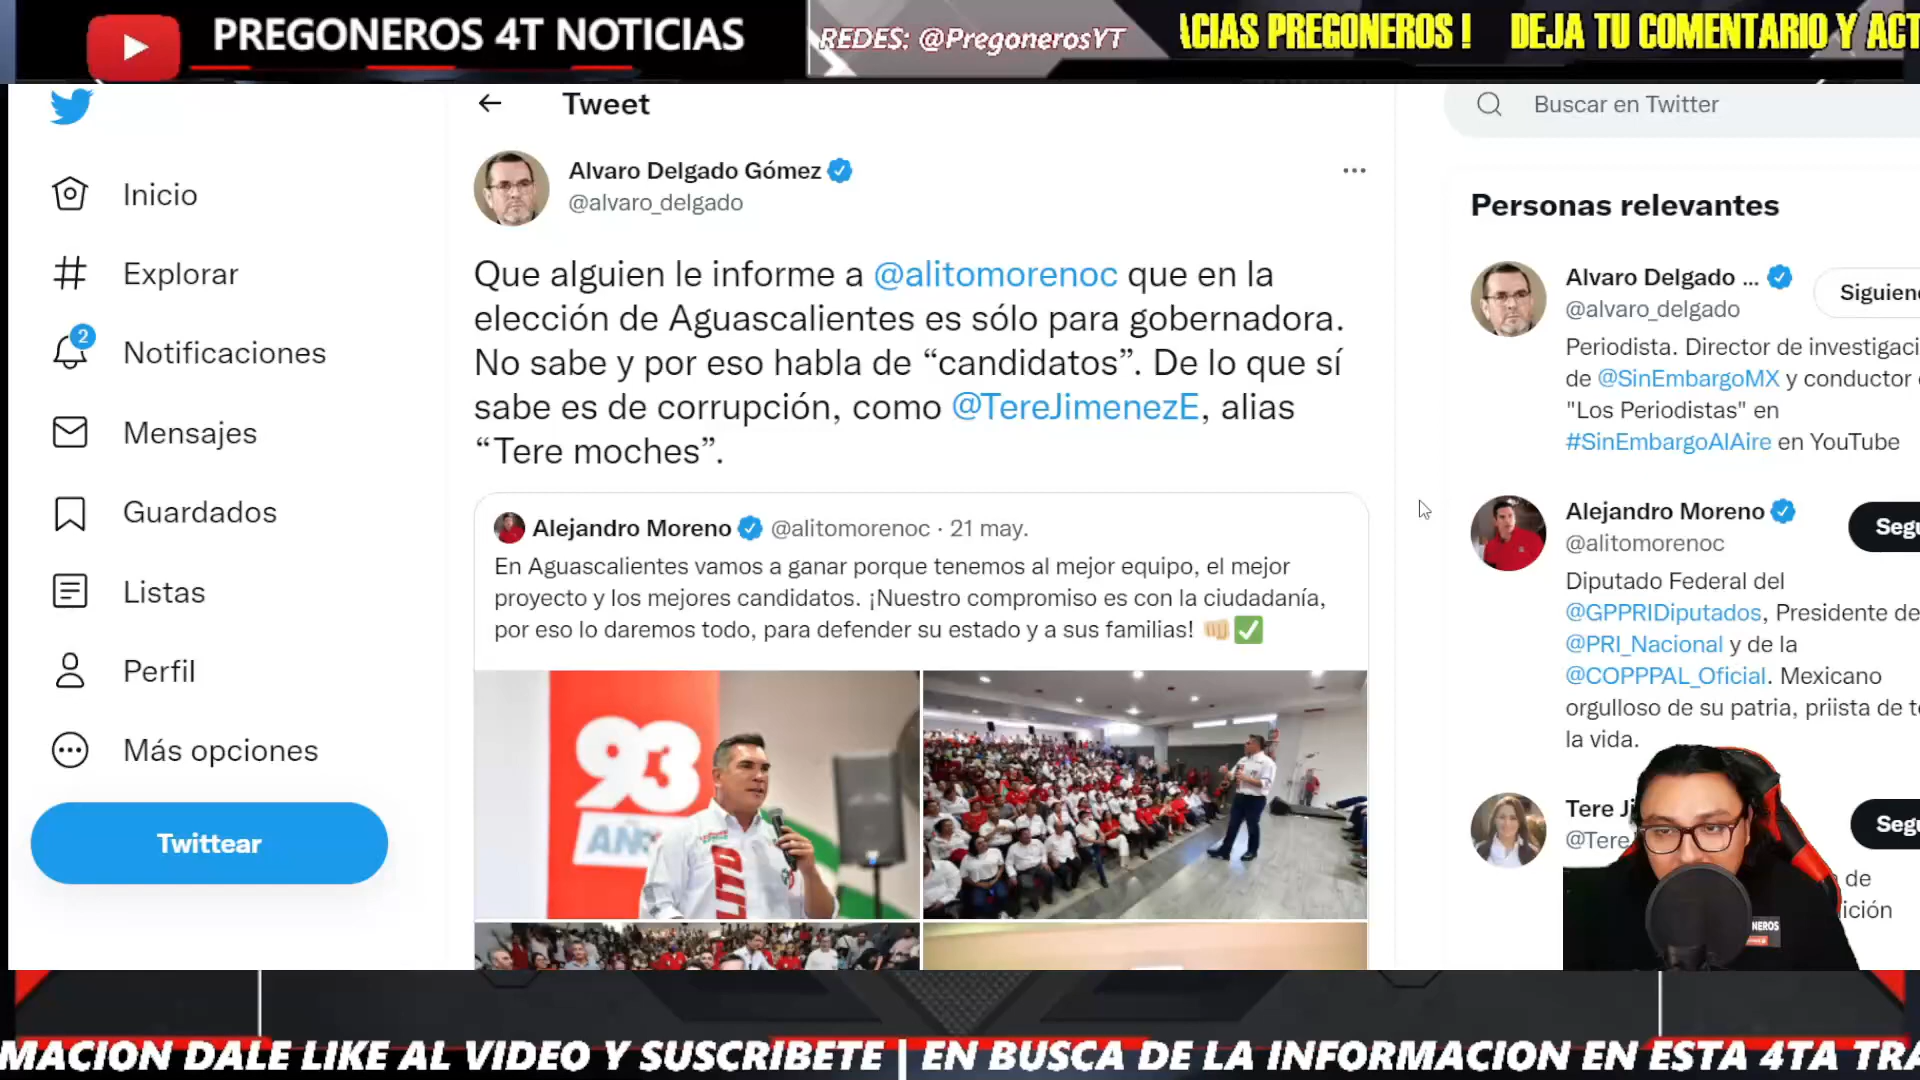 PREGONEROS 4T NOTICIAS
REDES: @PregonerosYT
PREGONEROS ! DEJA TU COMENTARIO Y
Tweet
Buscar en Twitter
Inicio
Explorar
2
Notificaciones
Mensajes
Guardados
Listas
Perfil
Más opciones
Twittear
Alvaro Delgado Gómez
@alvaro_delgado
Que alguien le informe a @alitomorenoc que en la
elección de Aguascalientes es sólo para gobernadora.
No sabe y por eso habla de “candidatos”. De lo que sí
sabe es de corrupción, como @TereJimenezE, alias
“Tere moches”.
Alejandro Moreno @alitomorenoc · 21 may.
En Aguascalientes vamos a ganar porque tenemos al mejor equipo, el mejor
proyecto y los mejores candidatos. ¡Nuestro compromiso es con la ciudadanía,
por eso lo daremos todo, para defender su estado y a sus familias!
93
Personas relevantes
Alvaro Delgado ...
@alvaro_delgado
Periodista. Director de
de @SinEmbargoMX y conductor
"Los Periodistas" en
#SinEmbargoAlAire en YouTube
Alejandro Moreno
@alitomorenoc
Diputado Federal del
@GPPRIDiputados, Presidente de
@PRI_Nacional y de la
@COPPPAL_Oficial. Mexicano
orgulloso de su patria, priista de
la vida.
Tere
@Tere
de
DALE LIKE AL VIDEO Y SUSCRIBETE | EN BUSCA DE LA INFORMACION EN ESTA 4TA